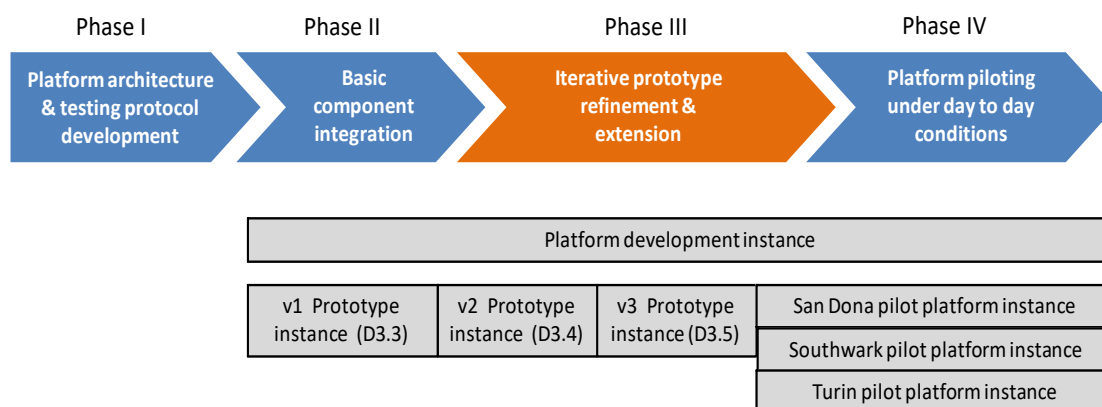 Phase I
Phase II
Phase III
Phase IV
Platform architecture
& testing protocol
development
Basic
component
integration
Iterative prototype
refinement &
extension
Platform piloting
under day to day
conditions
Platform development instance
v1 Prototype
instance (D3.3)
v2 Prototype
instance (D3.4)
v3 Prototype
instance (D3.5)
San Dona pilot platform instance
Southwark pilot platform instance
Turin pilot platform instance